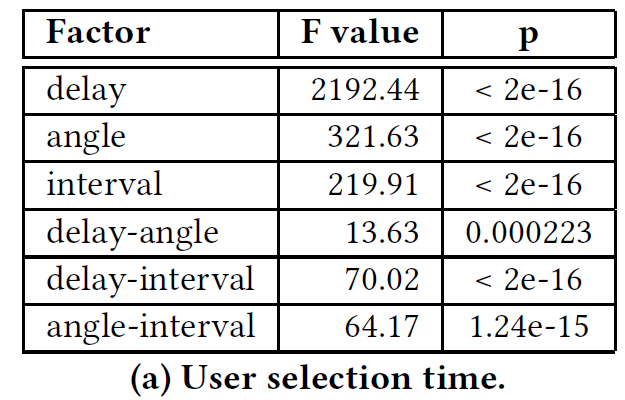 Factor F value p
delay 2192.44 < 2e-16
angle 321.63 < 2e-16
interval 219.91 < 2e-16
delay-angle 13.63 0.000223
delay-interval 70.02 < 2e-16
angle-interval 64.17 1.24e-15
(a) User selection time.